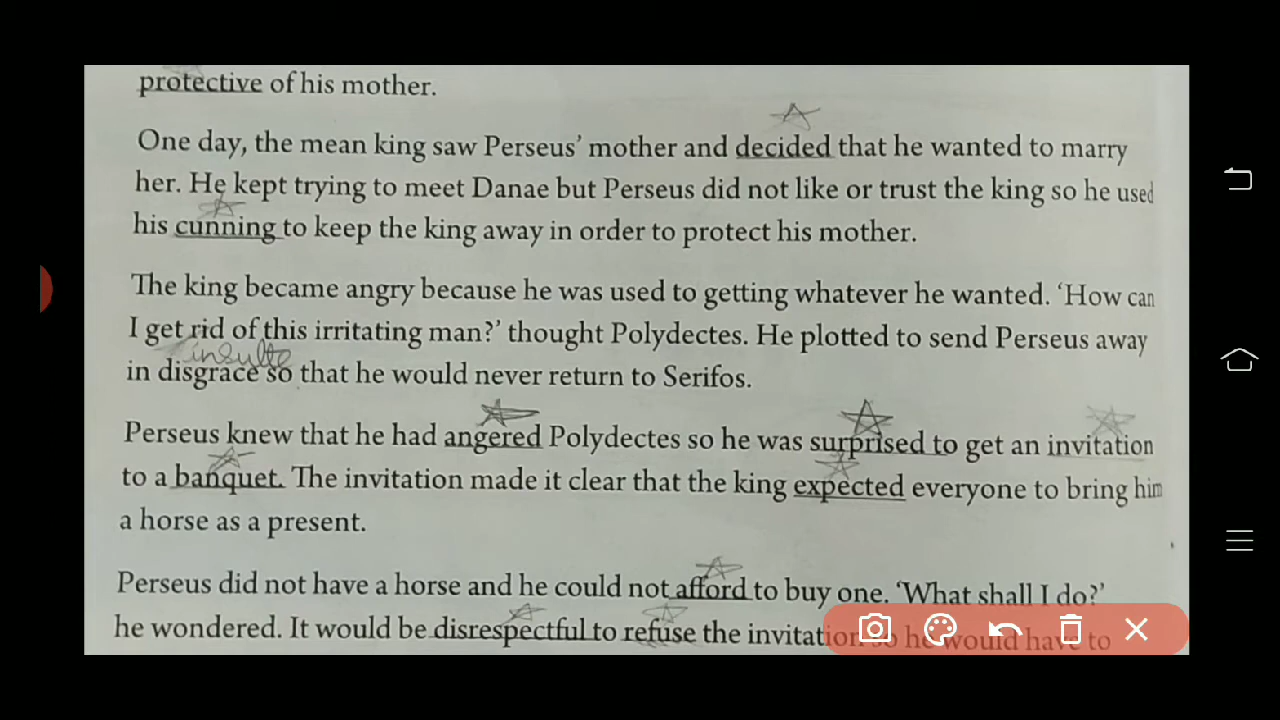 protective of his mother.
One day, the mean king saw Perseus' mother and decided that he wanted to marry
her. He kept trying to meet Danae but Perseus did not like or trust the king so he used
his cunning to keep the king away in order to protect his mother.
The king became angry because he was used to getting whatever he wanted. 'How can
I get rid of this irritating man?' thought Polydectes. He plotted to send Perseus away
insulte
in disgrace so that he would never return to Serifos.
Perseus knew that he had angered Polydectes so he was surprised to get an invitation
to a banquet. The invitation made it clear that the king expected everyone to bring him
a horse as a present.
Perseus did not have a horse and he could not afford to buy one. 'What shall I do?'
he wondered. It would be disrespectful to refuse the invitation so he would have to